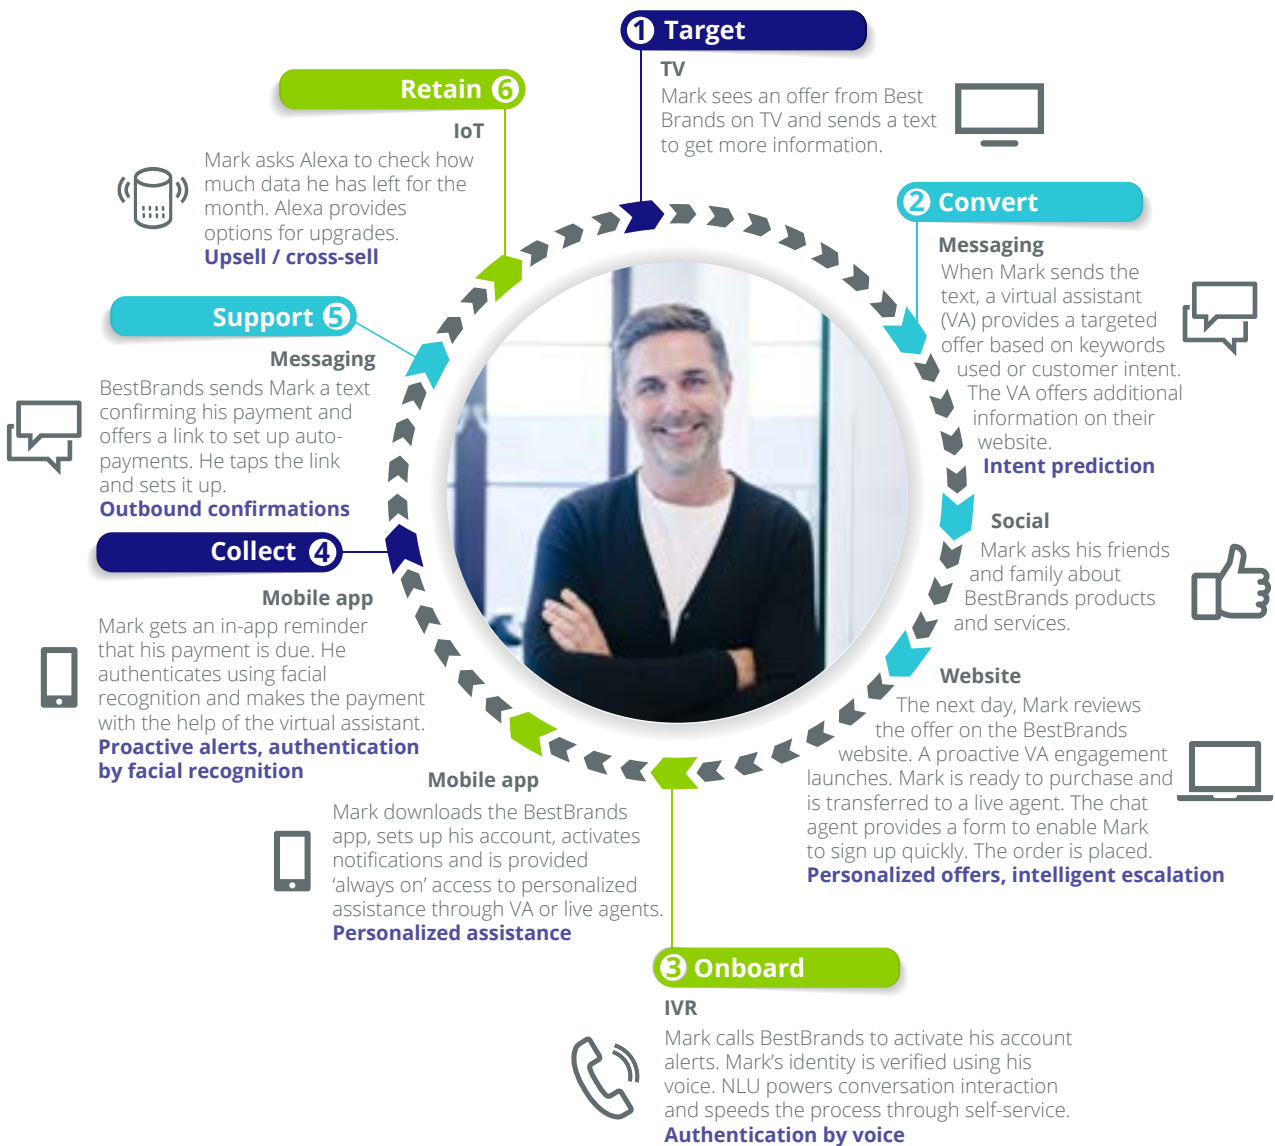 1 Target
TV
Mark sees an offer from Best
Brands on TV and sends a text
to get more information.
2 Convert
Messaging
When Mark sends the
text, a virtual assistant
(VA) provides a targeted
offer based on keywords
used or customer intent.
The VA offers additional
information on their
website.
Intent prediction
Social
Mark asks his friends
and family about
BestBrands products
and services.
Website
The next day, Mark reviews
the offer on the BestBrands
website. A proactive VA engagement
launches. Mark is ready to purchase and
is transferred to a live agent. The chat
agent provides a form to enable Mark
to sign up quickly. The order is placed.
Personalized offers, intelligent escalation
3 Onboard
IVR
Mark calls BestBrands to activate his account
alerts. Mark’s identity is verified using his
voice. NLU powers conversation interaction
and speeds the process through self-service.
Authentication by voice
Mobile app
Mark downloads the BestBrands
app, sets up his account, activates
notifications and is provided
‘always on’ access to personalized
assistance through VA or live agents.
Personalized assistance
Collect 4
Mobile app
Mark gets an in-app reminder
that his payment is due. He
authenticates using facial
recognition and makes the payment
with the help of the virtual assistant.
Proactive alerts, authentication
by facial recognition
Support 5
Messaging
BestBrands sends Mark a text
confirming his payment and
offers a link to set up auto-
payments. He taps the link
and sets it up.
Outbound confirmations
Retain 6
IoT
Mark asks Alexa to check how
much data he has left for the
month. Alexa provides
options for upgrades.
Upsell / cross-sell